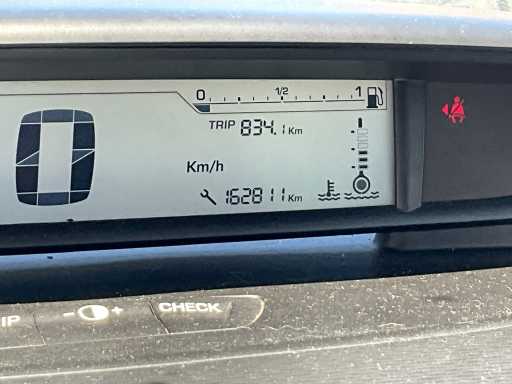 0 1/2 1
TRIP 834.1 Km
0 Km/h
162811 Km
IP - + CHECK